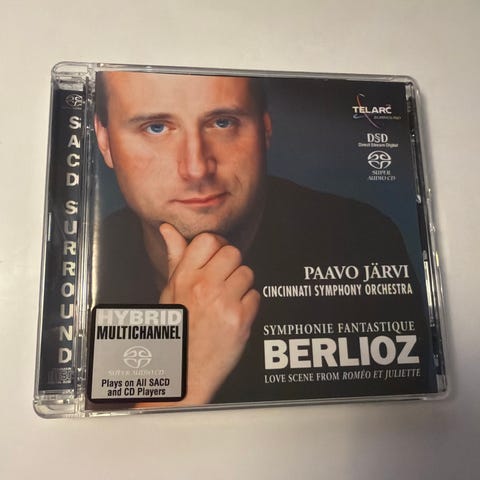 SACD SURROUND
TELARC
DSD
Direct Stream Digital
SUPER
AUDIO CD
PAAVO JÄRVI
CINCINNATI SYMPHONY ORCHESTRA
SYMPHONIE FANTASTIQUE
BERLIOZ
LOVE SCENE FROM ROMÉO ET JULIETTE
HYBRID
MULTICHANNEL
SUPER AUDIO CD
Plays on All SACD
and CD Players